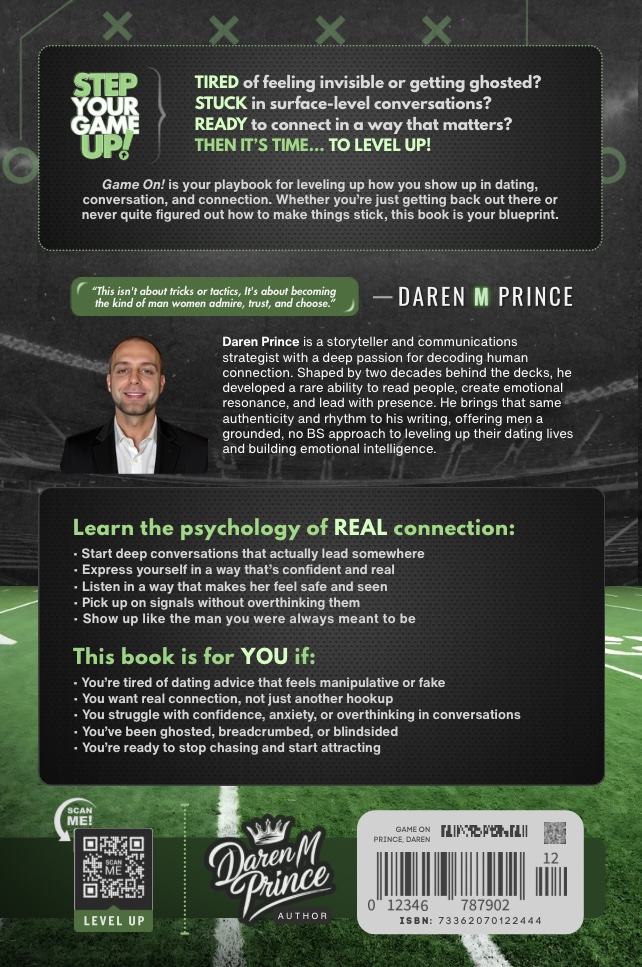 STEP
YOUR
GAME
UP!
TIRED of feeling invisible or getting ghosted?
STUCK in surface-level conversations?
READY to connect in a way that matters?
THEN IT'S TIME... TO LEVEL UP!
Game On! is your playbook for leveling up how you show up in dating,
conversation, and connection. Whether you're just getting back out there or
never quite figured out how to make things stick, this book is your blueprint.
"This isn't about tricks or tactics, It's about becoming
the kind of man women admire, trust, and choose."
— DAREN M PRINCE
Daren Prince is a storyteller and communications
strategist with a deep passion for decoding human
connection. Shaped by two decades behind the decks, he
developed a rare ability to read people, create emotional
resonance, and lead with presence. He brings that same
authenticity and rhythm to his writing, offering men a
grounded, no BS approach to leveling up their dating lives
and building emotional intelligence.
Learn the psychology of REAL connection:
· Start deep conversations that actually lead somewhere
· Express yourself in a way that's confident and real
· Listen in a way that makes her feel safe and seen
· Pick up on signals without overthinking them
· Show up like the man you were always meant to be
This book is for YOU if:
· You're tired of dating advice that feels manipulative or fake
· You want real connection, not just another hookup
· You struggle with confidence, anxiety, or overthinking in conversations
· You've been ghosted, breadcrumbed, or blindsided
· You're ready to stop chasing and start attracting
SCAN
ME!
SCAN
ME
LEVEL UP
Daren M
Prince
AUTHOR
GAME ON
PRINCE, DAREN
12
0 12346 787902
ISBN: 73362070122444